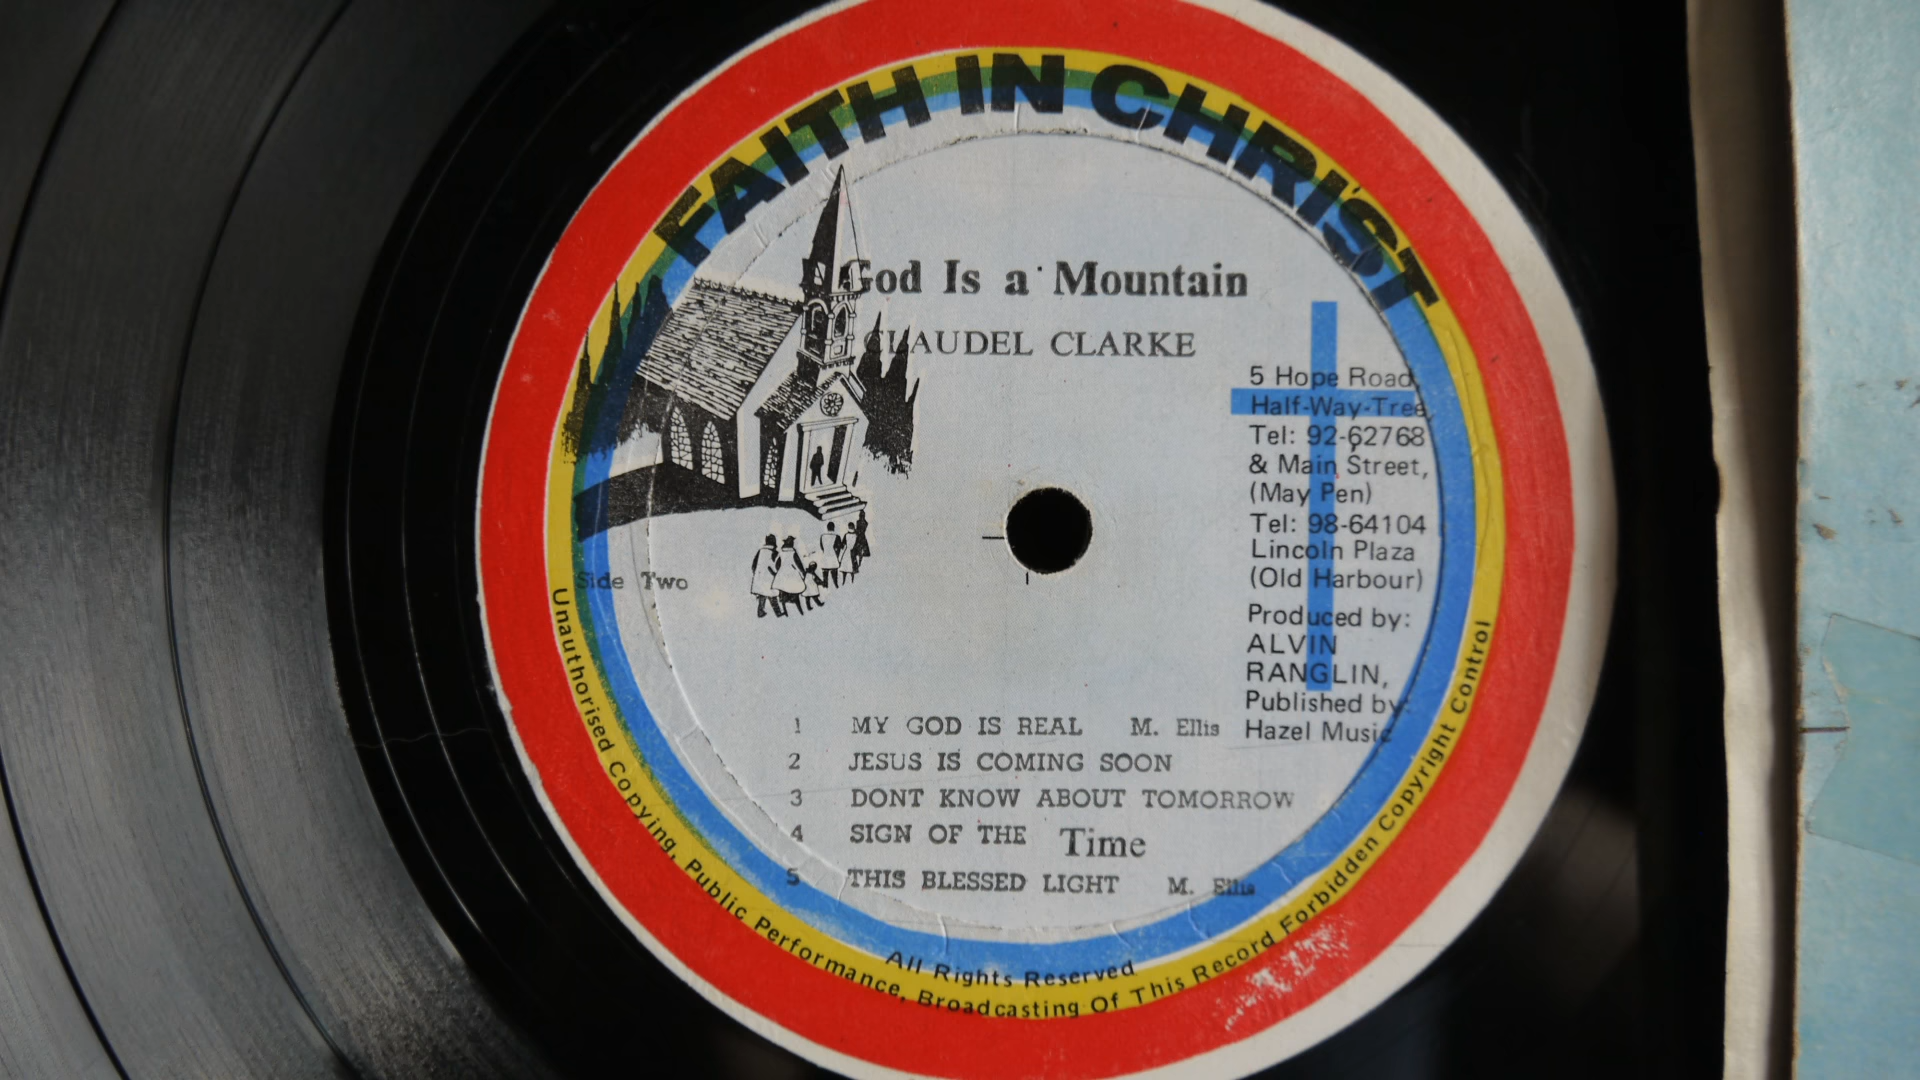 FAITH IN CHRIST
God Is a Mountain
CLAUDEL CLARKE
5 Hope Road,
Half-Way-Tree,
Tel: 92-62768
& Main Street,
(May Pen)
Tel: 98-64104
Lincoln Plaza
(Old Harbour)
Produced by:
ALVIN
RANGLIN,
Published by:
Hazel Music
Side Two
1 MY GOD IS REAL M. Ellis
2 JESUS IS COMING SOON
3 DONT KNOW ABOUT TOMORROW
4 SIGN OF THE Time
5 THIS BLESSED LIGHT M. Ellis
All Rights Reserved
Unauthorised Copying, Public Performance, Broadcasting Of This Record Forbidden Copyright Control